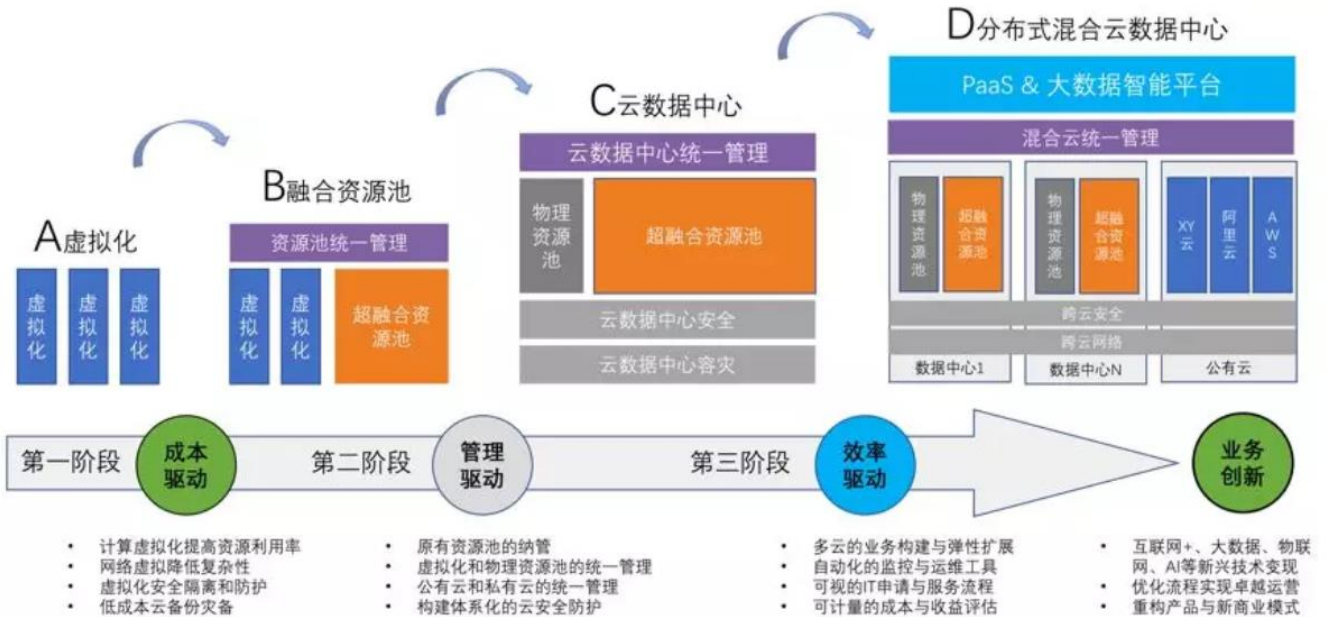 A虚拟化
虚拟化
虚拟化
虚拟化
B融合资源池
资源池统一管理
虚拟化
虚拟化
超融合资
源池
C云数据中心
云数据中心统一管理
物理
资源
池
超融合资源池
云数据中心安全
云数据中心容灾
D分布式混合云数据中心
PaaS & 大数据智能平台
混合云统一管理
物理资源池
超融
合资
源池
物理资源池
超融
合资
源池
XY
云
阿里云
AWS
跨云安全
跨云网络
数据中心1
数据中心N
公有云
第一阶段
成本
驱动
第二阶段
管理
驱动
第三阶段
效率
驱动
业务
创新
• 计算虚拟化提高资源利用率
• 网络虚拟降低复杂性
• 虚拟化安全隔离和防护
• 低成本云备份灾备
• 原有资源池的纳管
• 虚拟化和物理资源池的统一管理
• 公有云和私有云的统一管理
• 构建体系化的云安全防护
• 多云的业务构建与弹性扩展
• 自动化的监控与运维工具
• 可视的IT申请与服务流程
• 可计量的成本与收益评估
• 互联网+、大数据、物联
网、AI等新兴技术变现
• 优化流程实现卓越运营
• 重构产品与新商业模式